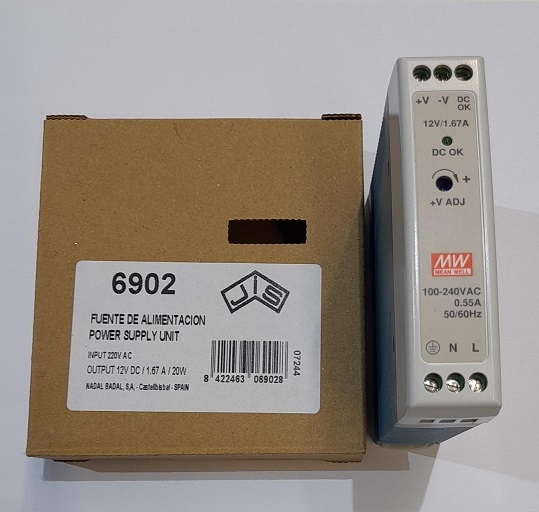 6902
JIS
FUENTE DE ALIMENTACION
POWER SUPPLY UNIT
INPUT 220V AC
OUTPUT 12V DC / 1.67 A / 20W
NADAL BADAL, S,A, - Castellbisbal - SPAIN
8 422463 069028
07244
+V -V DC OK
12V/1.67A
DC OK
+
+V ADJ
MW
MEAN WELL
100-240VAC
0.55A
50/60Hz
N L